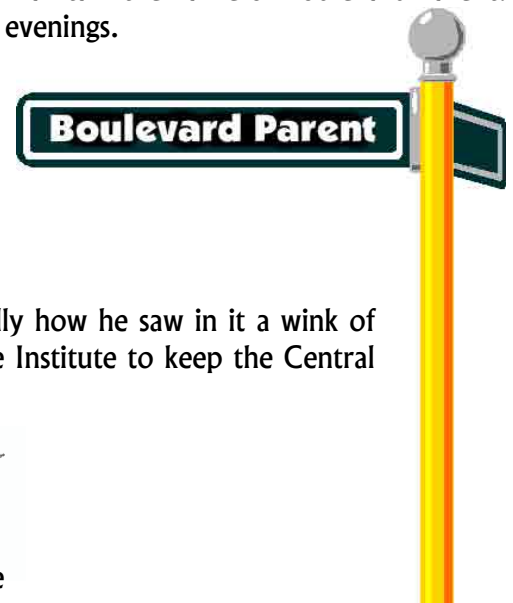 evenings.
Boulevard Parent
lly how he saw in it a wink of
e Institute to keep the Central